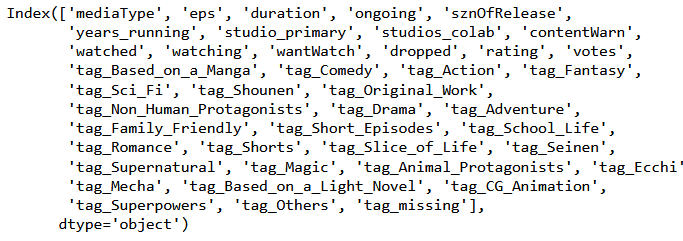 Index(['mediaType', 'eps', 'duration', 'ongoing', 'sznOfRelease',
'years_running', 'studio_primary', 'studios_colab', 'contentWarn',
'watched', 'watching', 'wantWatch', 'dropped', 'rating', 'votes',
'tag_Based_on_a_Manga', 'tag_Comedy', 'tag_Action', 'tag_Fantasy',
'tag_Sci_Fi', 'tag_Shounen', 'tag_Original_Work',
'tag_Non_Human_Protagonists', 'tag_Drama', 'tag_Adventure',
'tag_Family_Friendly', 'tag_Short_Episodes', 'tag_School_Life',
'tag_Romance', 'tag_Shorts', 'tag_Slice_of_Life', 'tag_Seinen',
'tag_Supernatural', 'tag_Magic', 'tag_Animal_Protagonists', 'tag_Ecchi'
'tag_Mecha', 'tag_Based_on_a_Light_Novel', 'tag_CG_Animation',
'tag_Superpowers', 'tag_Others', 'tag_missing'],
dtype='object')